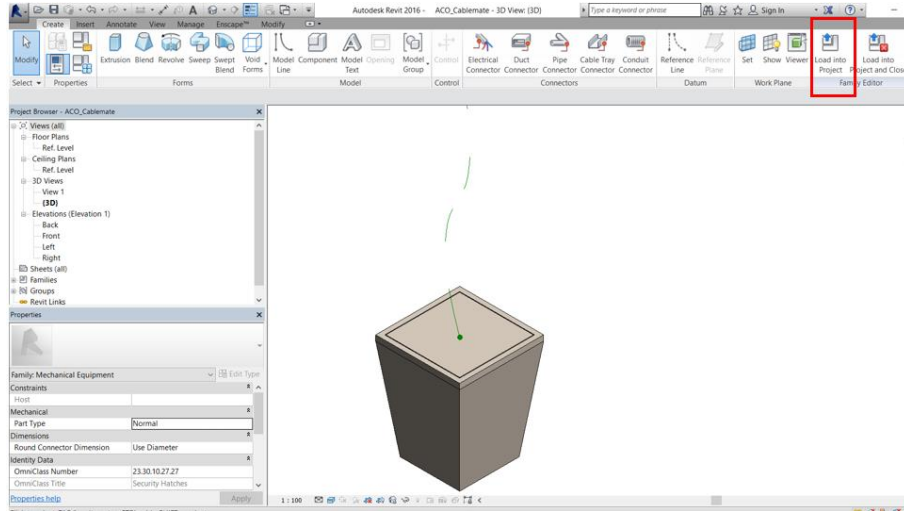 Autodesk Revit 2016 - ACO_Cablemate - 3D View: {3D}
Type a keyword or phrase
Sign In
Create Insert Annotate View Manage Enscape™ Modify
Modify
Extrusion Blend Revolve Sweep Swept Blend Void Forms
Model Line Component Model Text Opening Model Group
Control
Electrical Connector Duct Connector Pipe Connector Cable Tray Connector Conduit Connector
Reference Line Reference Plane
Set Show Viewer
Load into Project Load into Project and Close
Select Properties Forms Model Control Connectors Datum Work Plane Family Editor
Project Browser - ACO_Cablemate
Views (all)
Floor Plans
Ref. Level
Ceiling Plans
Ref. Level
3D Views
View 1
{3D}
Elevations (Elevation 1)
Back
Front
Left
Right
Sheets (all)
Families
Groups
Revit Links
Properties
Family: Mechanical Equipment
Edit Type
Constraints
Host
Mechanical
Part Type Normal
Dimensions
Round Connector Dimension Use Diameter
Identity Data
OmniClass Number 23.30.10.27.27
OmniClass Title Security Hatches
Properties help
Apply
1 : 100